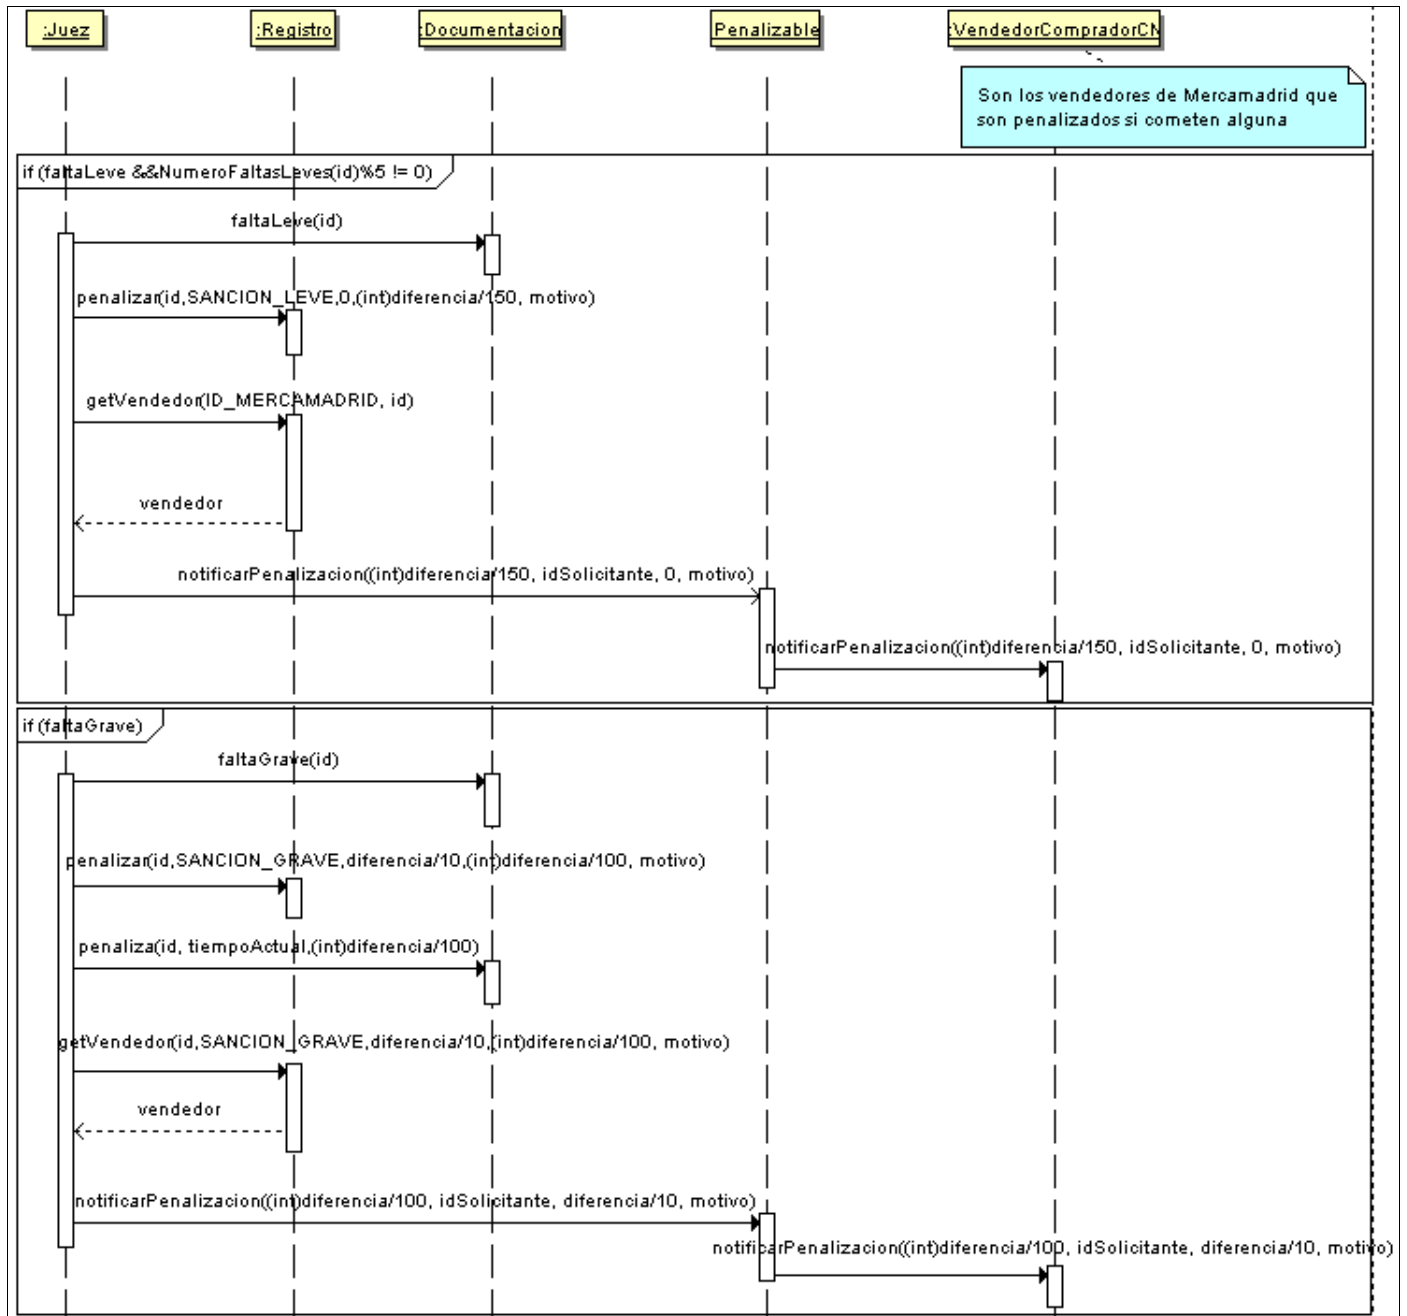 :Juez
:Registro
:Documentacion
Penalizable
:VendedorCompradorCN
Son los vendedores de Mercamadrid que
son penalizados si cometen alguna
if (faltaLeve &&NumeroFaltasLeves(id)%5 != 0)
faltaLeve(id)
penalizar(id,SANCION_LEVE,0,(int)diferencia/150, motivo)
getVendedor(ID_MERCAMADRID, id)
vendedor
notificarPenalizacion((int)diferencia/150, idSolicitante, 0, motivo)
notificarPenalizacion((int)diferencia/150, idSolicitante, 0, motivo)
if (faltaGrave)
faltaGrave(id)
penalizar(id,SANCION_GRAVE,diferencia/10,(int)diferencia/100, motivo)
penaliza(id, tiempoActual,(int)diferencia/100)
getVendedor(id,SANCION_GRAVE,diferencia/10,(int)diferencia/100, motivo)
vendedor
notificarPenalizacion((int)diferencia/100, idSolicitante, diferencia/10, motivo)
notificarPenalizacion((int)diferencia/100, idSolicitante, diferencia/10, motivo)